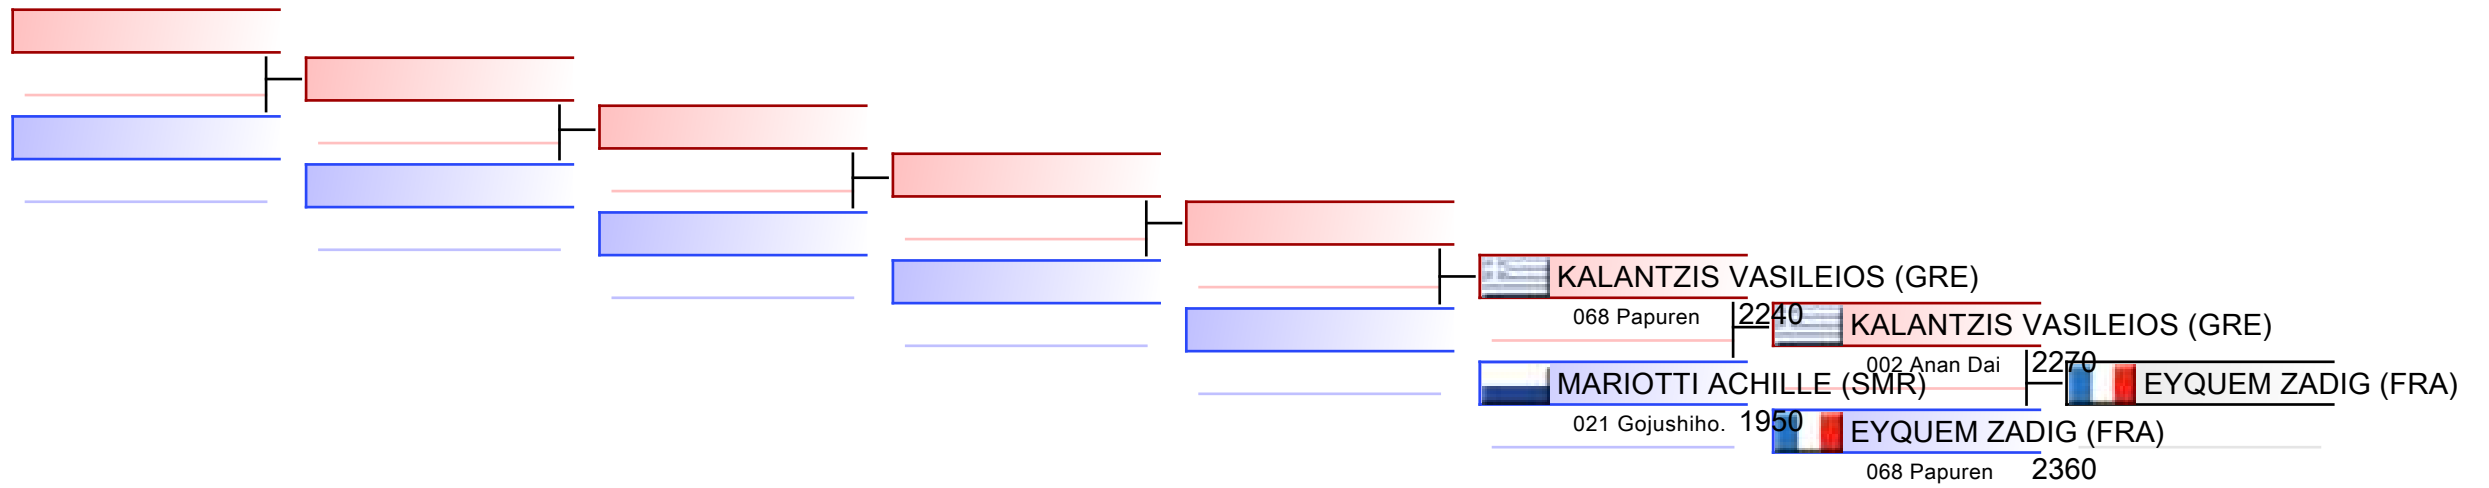 KALANTZIS VASILEIOS (GRE)
068 Papuren 2240
MARIOTTI ACHILLE (SMR)
021 Gojushiho. 1950
KALANTZIS VASILEIOS (GRE)
002 Anan Dai 2270
EYQUEM ZADIG (FRA)
068 Papuren 2360
EYQUEM ZADIG (FRA)